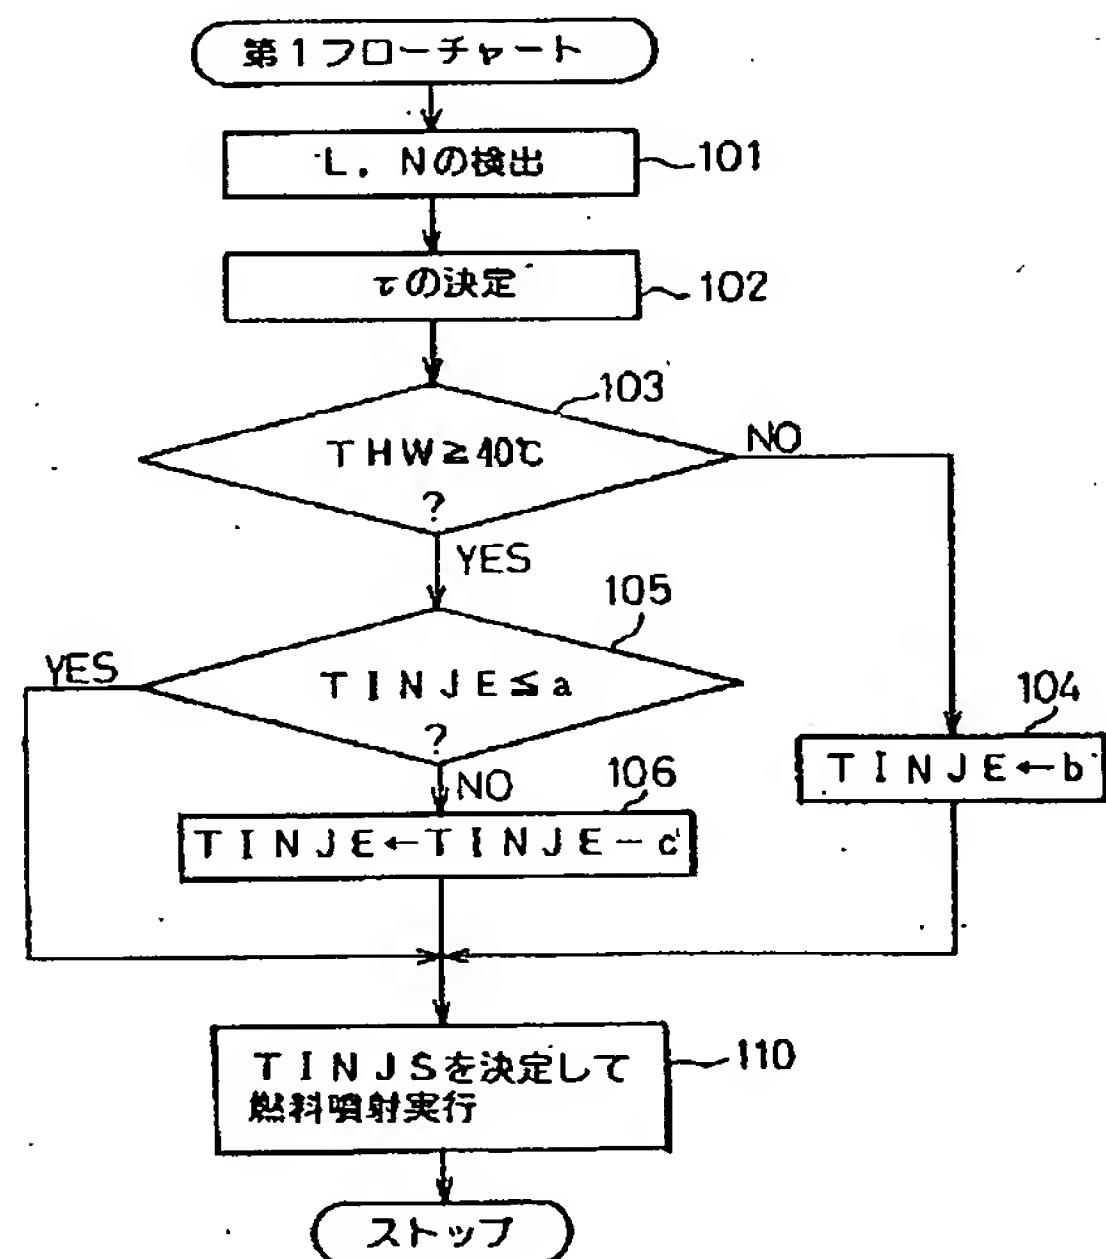 第1フローチャート
L, Nの検出
101
τの決定
102
103
THW≧40℃
?
NO
YES
105
YES
TINJE≦a
?
104
TINJE←b
NO
106
TINJE←TINJE-c
TINJSを決定して
燃料噴射実行
110
ストップ